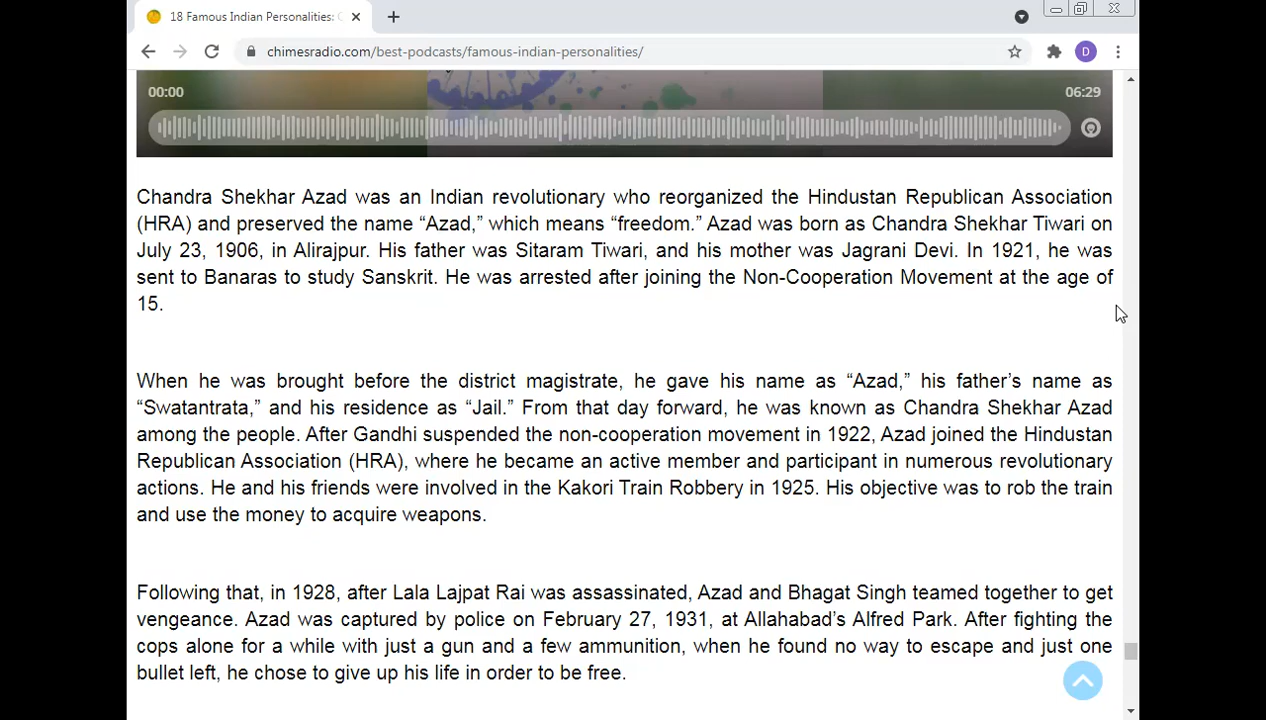 18 Famous Indian Personalities:
chimesradio.com/best-podcasts/famous-indian-personalities/
D
00:00
06:29
Chandra Shekhar Azad was an Indian revolutionary who reorganized the Hindustan Republican Association
(HRA) and preserved the name “Azad,” which means “freedom.” Azad was born as Chandra Shekhar Tiwari on
July 23, 1906, in Alirajpur. His father was Sitaram Tiwari, and his mother was Jagrani Devi. In 1921, he was
sent to Banaras to study Sanskrit. He was arrested after joining the Non-Cooperation Movement at the age of
15.
When he was brought before the district magistrate, he gave his name as “Azad,” his father’s name as
“Swatantrata,” and his residence as “Jail.” From that day forward, he was known as Chandra Shekhar Azad
among the people. After Gandhi suspended the non-cooperation movement in 1922, Azad joined the Hindustan
Republican Association (HRA), where he became an active member and participant in numerous revolutionary
actions. He and his friends were involved in the Kakori Train Robbery in 1925. His objective was to rob the train
and use the money to acquire weapons.
Following that, in 1928, after Lala Lajpat Rai was assassinated, Azad and Bhagat Singh teamed together to get
vengeance. Azad was captured by police on February 27, 1931, at Allahabad’s Alfred Park. After fighting the
cops alone for a while with just a gun and a few ammunition, when he found no way to escape and just one
bullet left, he chose to give up his life in order to be free.